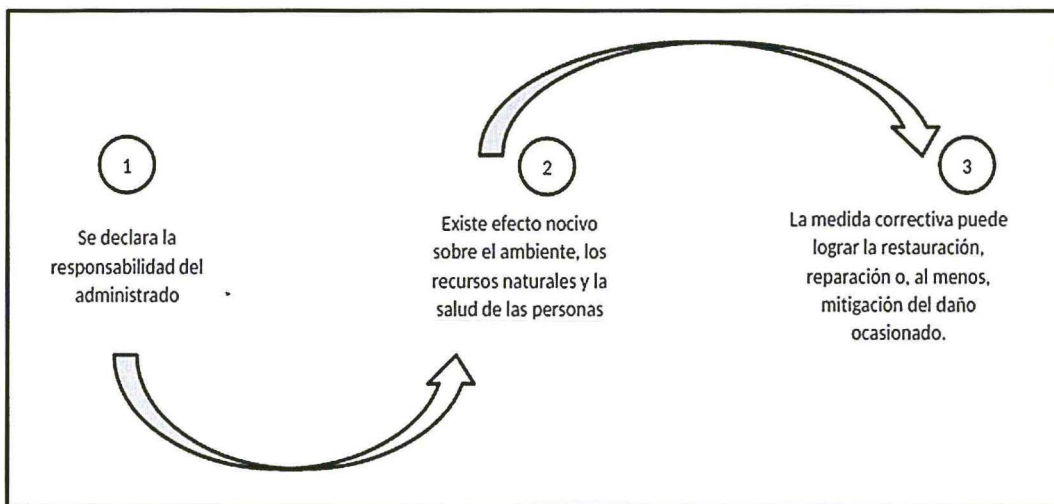 1
Se declara la
responsabilidad del
administrado
2
Existe efecto nocivo
sobre el ambiente, los
recursos naturales y la
salud de las personas
3
La medida correctiva puede
lograr la restauración,
reparación o, al menos,
mitigación del daño
ocasionado.